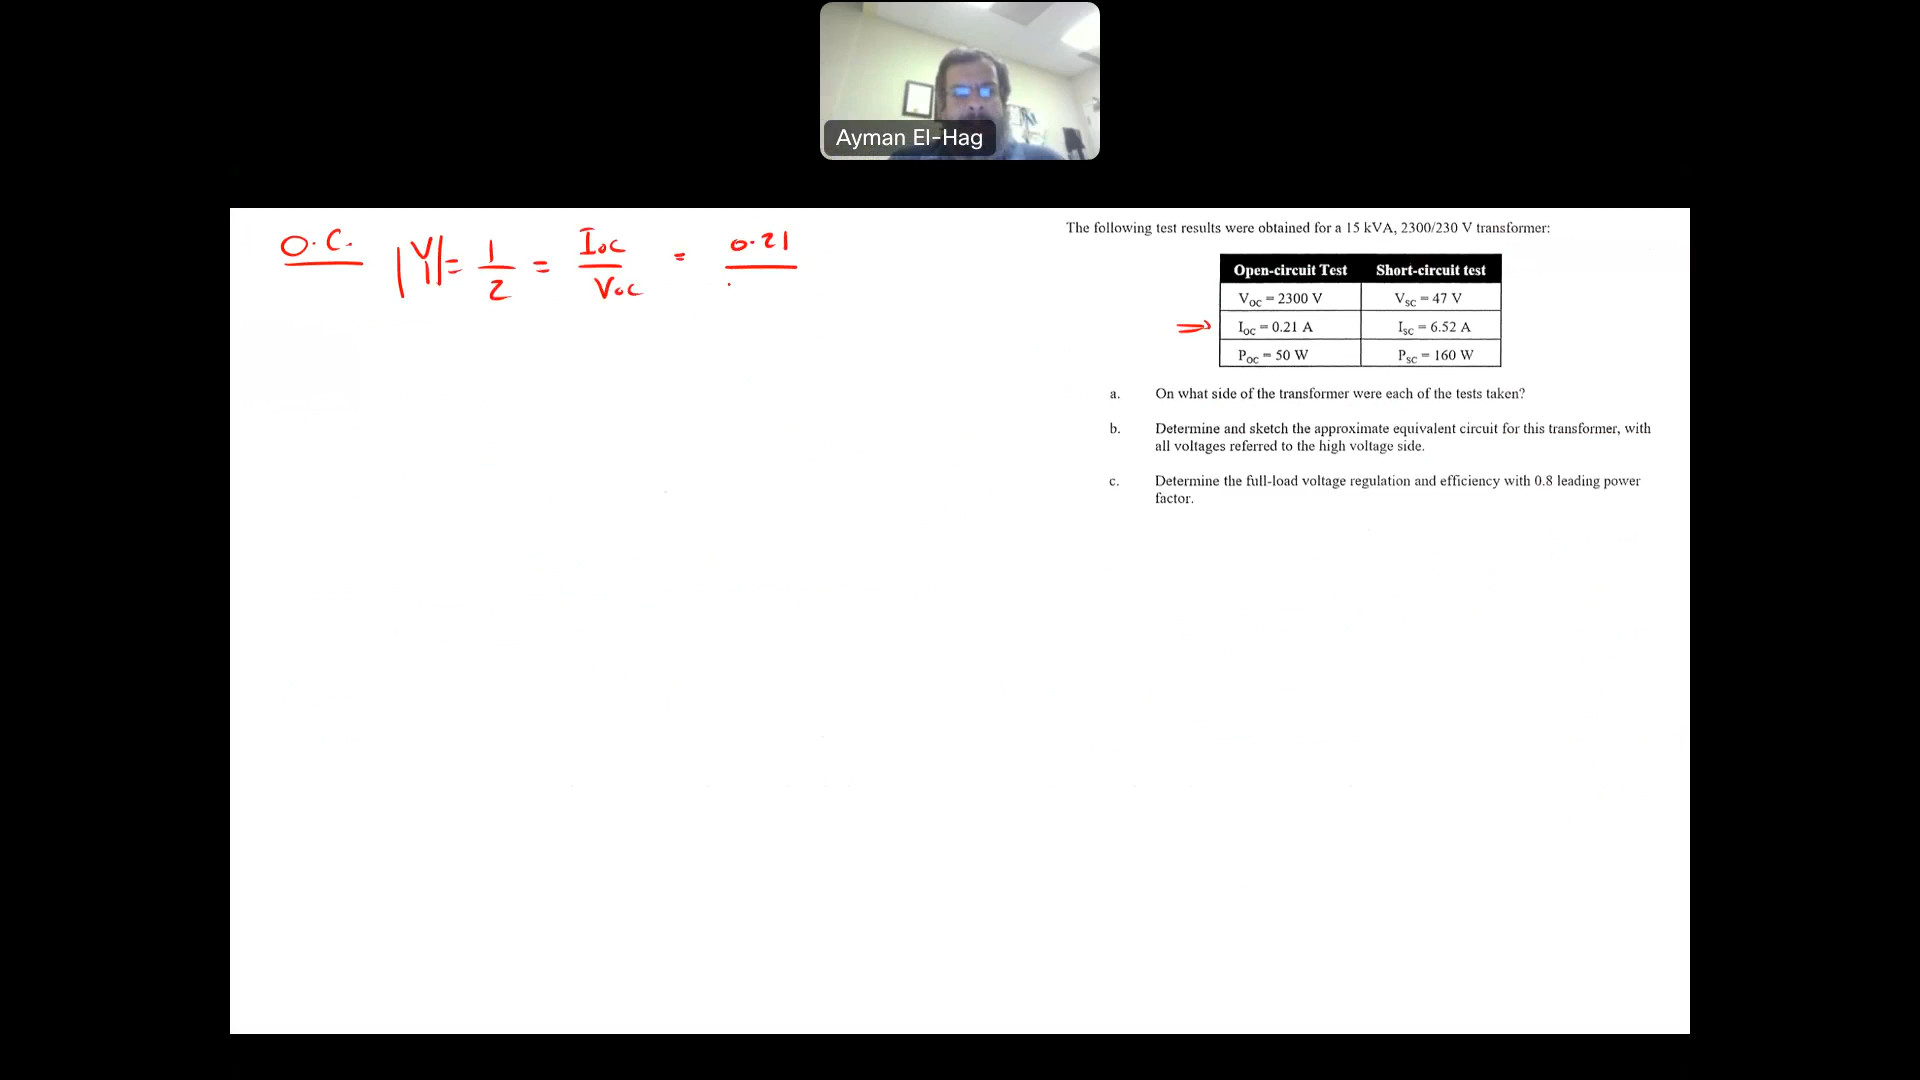 Ayman El-Hag
O.C. |Y| = 1/2 = Ioc/Voc = 0.21
The following test results were obtained for a 15 kVA, 2300/230 V transformer:
Open-circuit Test Short-circuit test
VOC = 2300 V VSC = 47 V
IOC = 0.21 A ISC = 6.52 A
POC = 50 W PSC = 160 W
a. On what side of the transformer were each of the tests taken?
b. Determine and sketch the approximate equivalent circuit for this transformer, with
all voltages referred to the high voltage side.
c. Determine the full-load voltage regulation and efficiency with 0.8 leading power
factor.